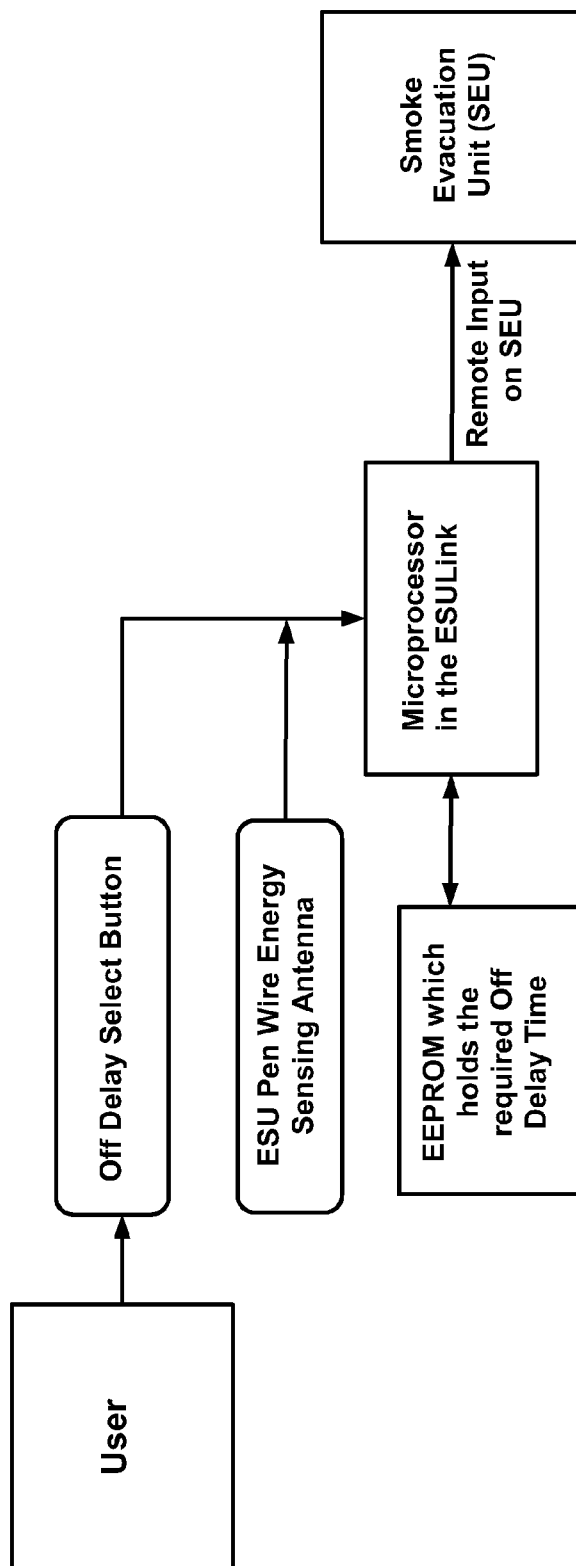 User
Off Delay Select Button
ESU Pen Wire Energy
Sensing Antenna
EEPROM which
holds the
required Off
Delay Time
Microprocessor
in the ESULink
Remote Input
on SEU
Smoke
Evacuation
Unit (SEU)